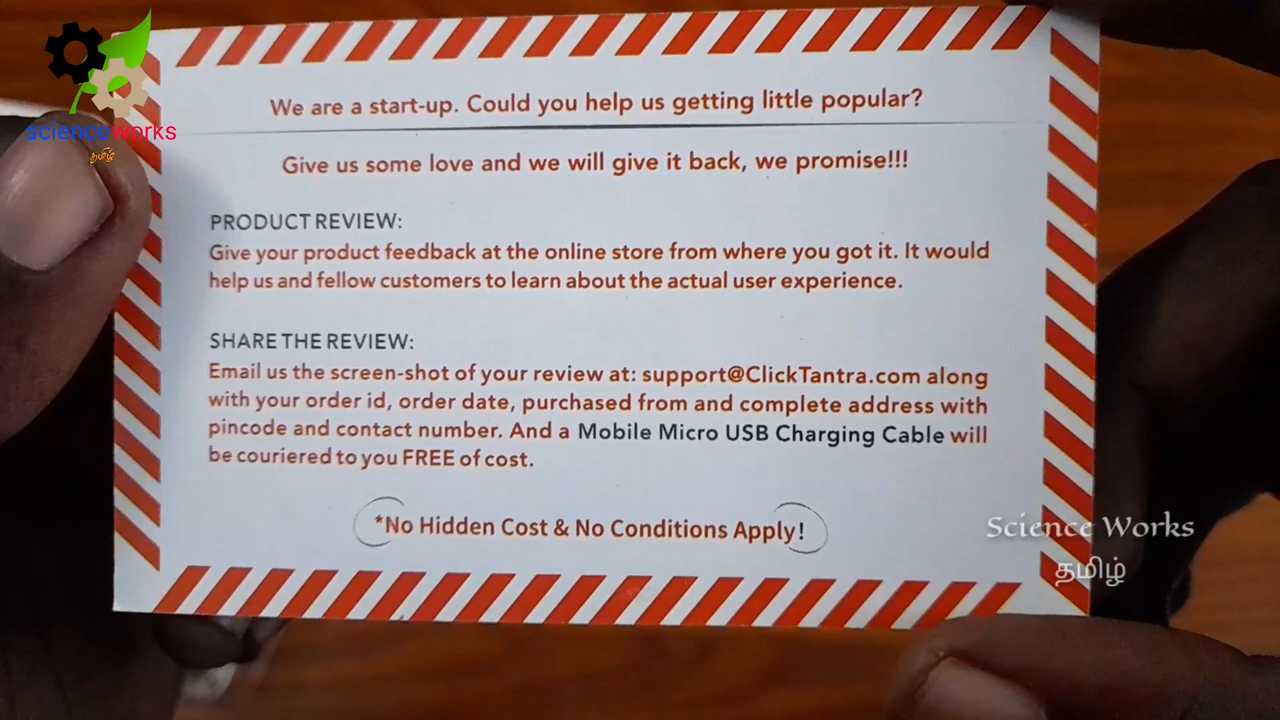 scienceworks
தமிழ்
We are a start-up. Could you help us getting little popular?
Give us some love and we will give it back, we promise!!!
PRODUCT REVIEW:
Give your product feedback at the online store from where you got it. It would
help us and fellow customers to learn about the actual user experience.
SHARE THE REVIEW:
Email us the screen-shot of your review at: support@ClickTantra.com along
with your order id, order date, purchased from and complete address with
pincode and contact number. And a Mobile Micro USB Charging Cable will
be couriered to you FREE of cost.
*No Hidden Cost & No Conditions Apply!
Science Works
தமிழ்